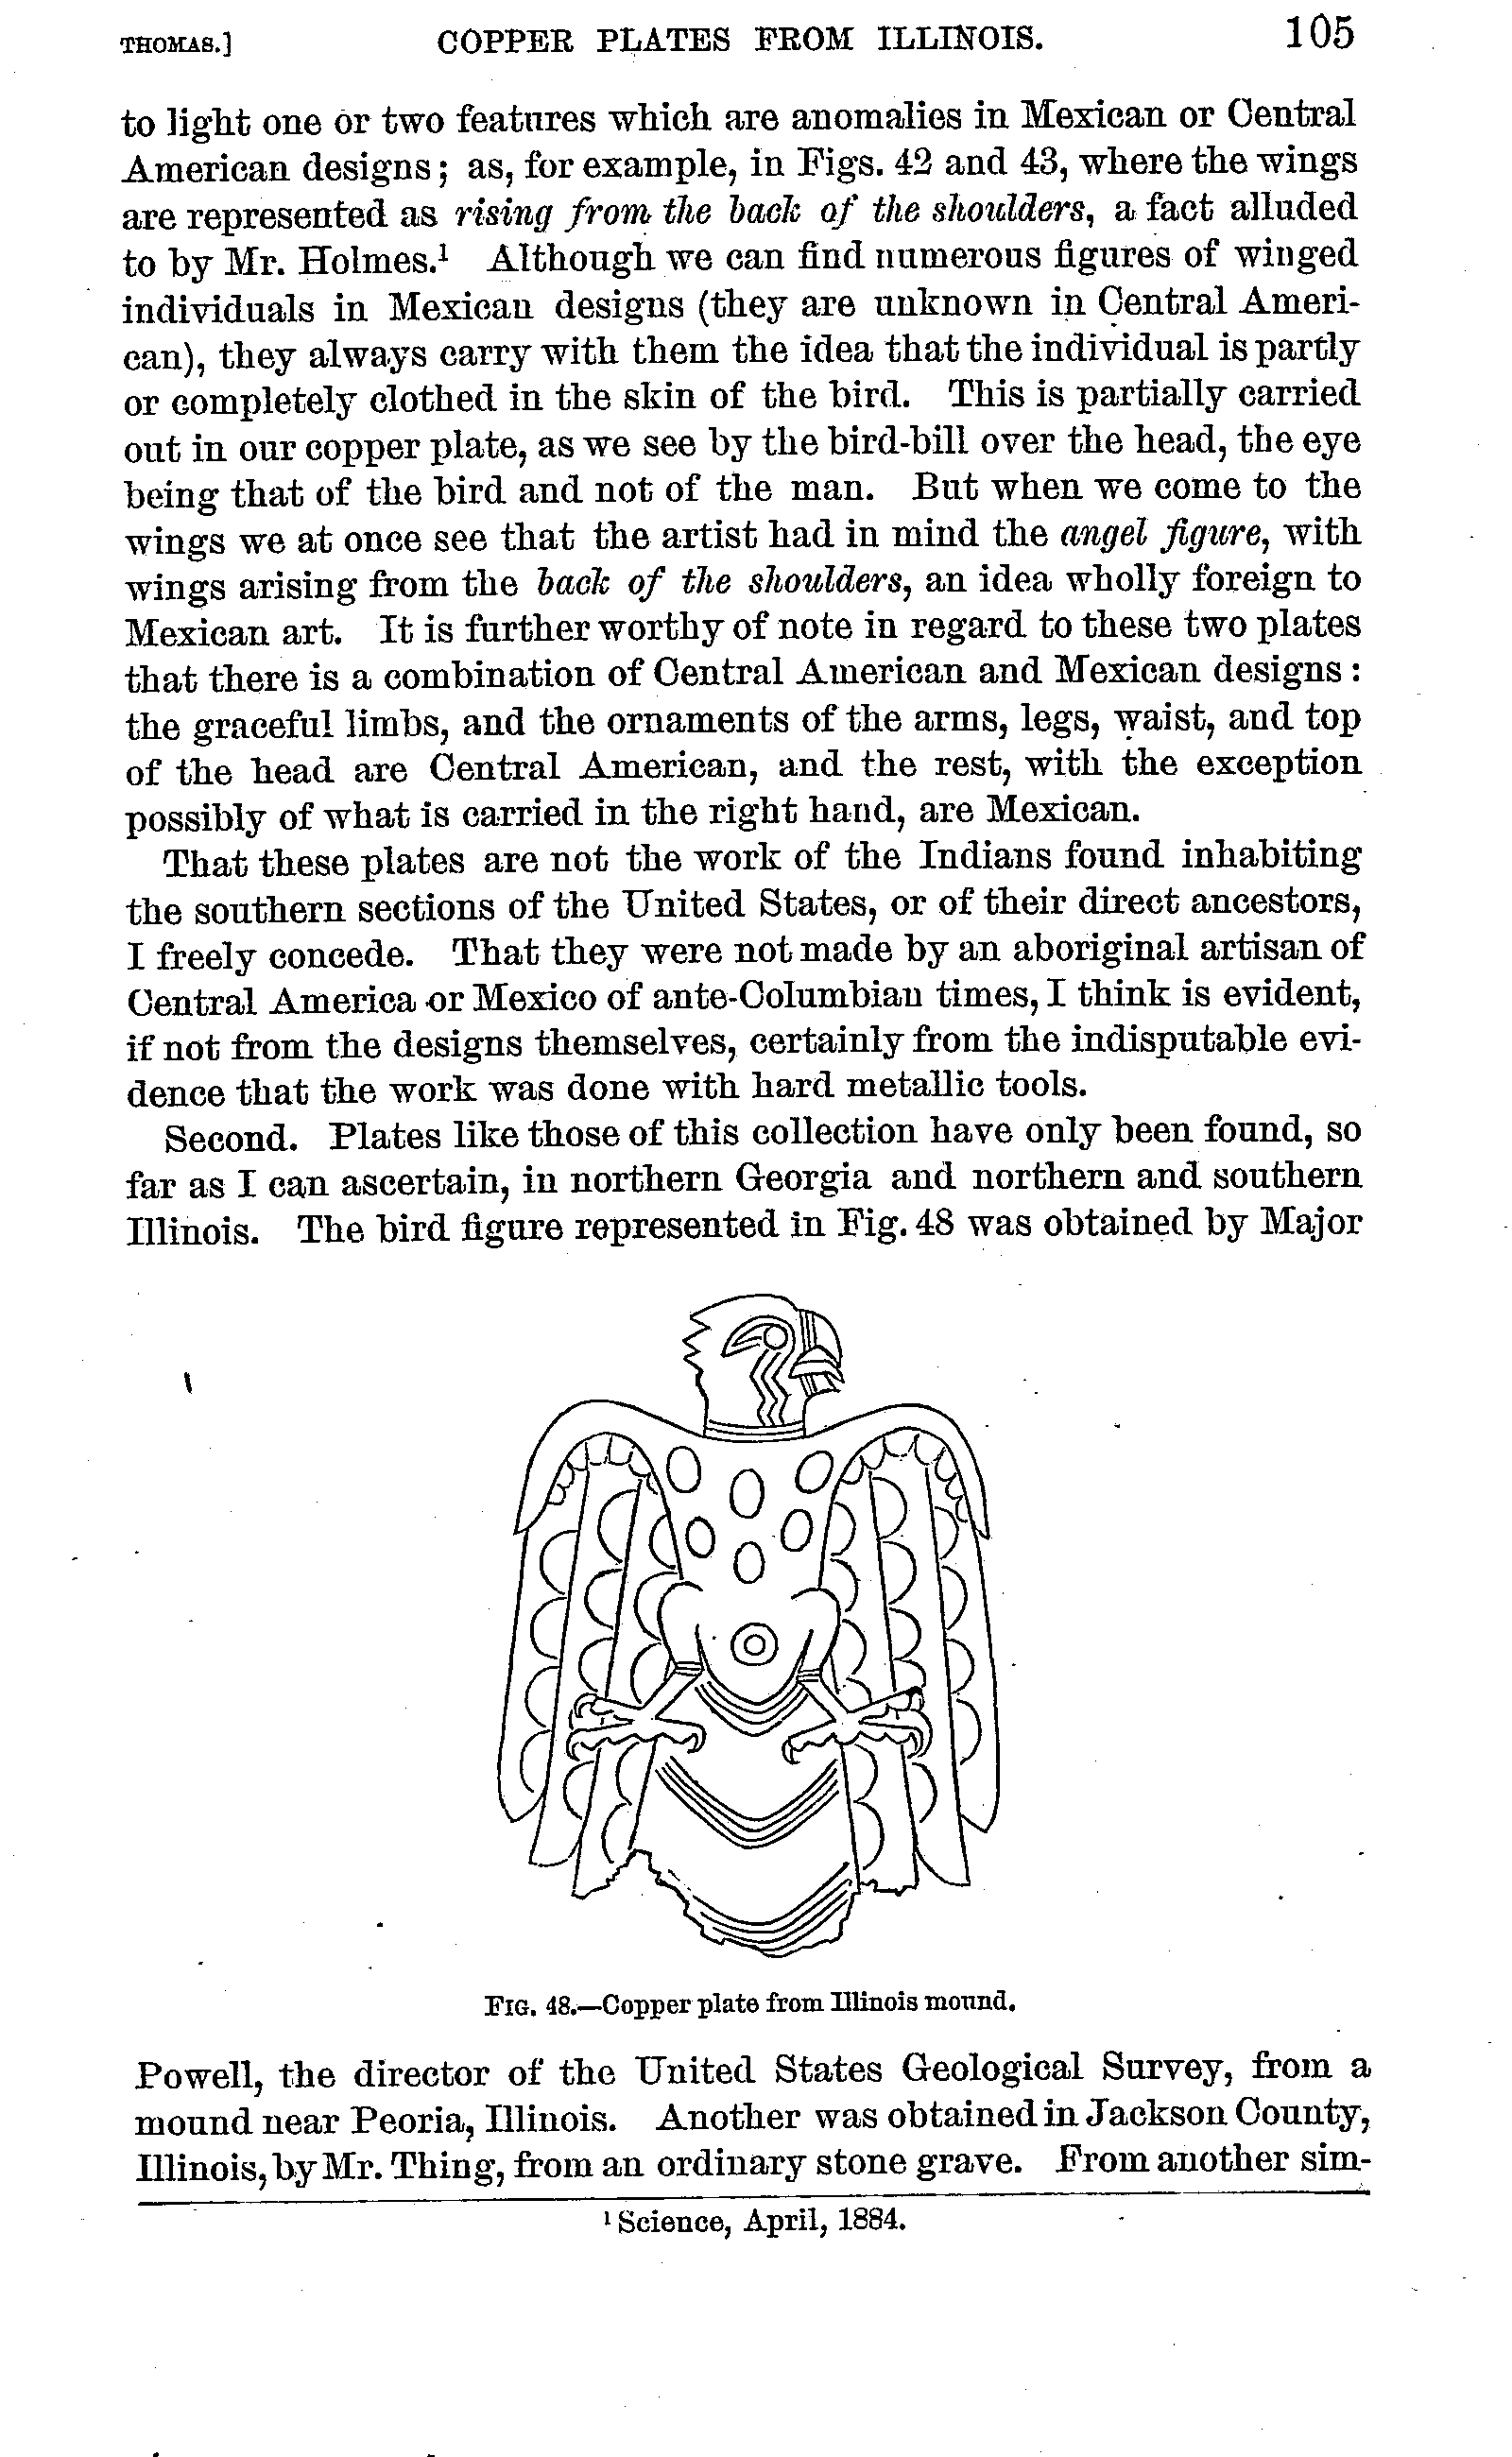 THOMAS.] COPPER PLATES FROM ILLINOIS. 105
to light one or two features which are anomalies in Mexican or Central
American designs; as, for example, in Figs. 42 and 43, where the wings
are represented as rising from the back of the shoulders, a fact alluded
to by Mr. Holmes.¹ Although we can find numerous figures of winged
individuals in Mexican designs (they are unknown in Central Ameri-
can), they always carry with them the idea that the individual is partly
or completely clothed in the skin of the bird. This is partially carried
out in our copper plate, as we see by the bird-bill over the head, the eye
being that of the bird and not of the man. But when we come to the
wings we at once see that the artist had in mind the angel figure, with
wings arising from the back of the shoulders, an idea wholly foreign to
Mexican art. It is further worthy of note in regard to these two plates
that there is a combination of Central American and Mexican designs:
the graceful limbs, and the ornaments of the arms, legs, waist, and top
of the head are Central American, and the rest, with the exception
possibly of what is carried in the right hand, are Mexican.
That these plates are not the work of the Indians found inhabiting
the southern sections of the United States, or of their direct ancestors,
I freely concede. That they were not made by an aboriginal artisan of
Central America or Mexico of ante-Columbian times, I think is evident,
if not from the designs themselves, certainly from the indisputable evi-
dence that the work was done with hard metallic tools.
Second. Plates like those of this collection have only been found, so
far as I can ascertain, in northern Georgia and northern and southern
Illinois. The bird figure represented in Fig. 48 was obtained by Major
FIG. 48.—Copper plate from Illinois mound.
Powell, the director of the United States Geological Survey, from a
mound near Peoria, Illinois. Another was obtained in Jackson County,
Illinois, by Mr. Thing, from an ordinary stone grave. From another sim-
¹ Science, April, 1884.